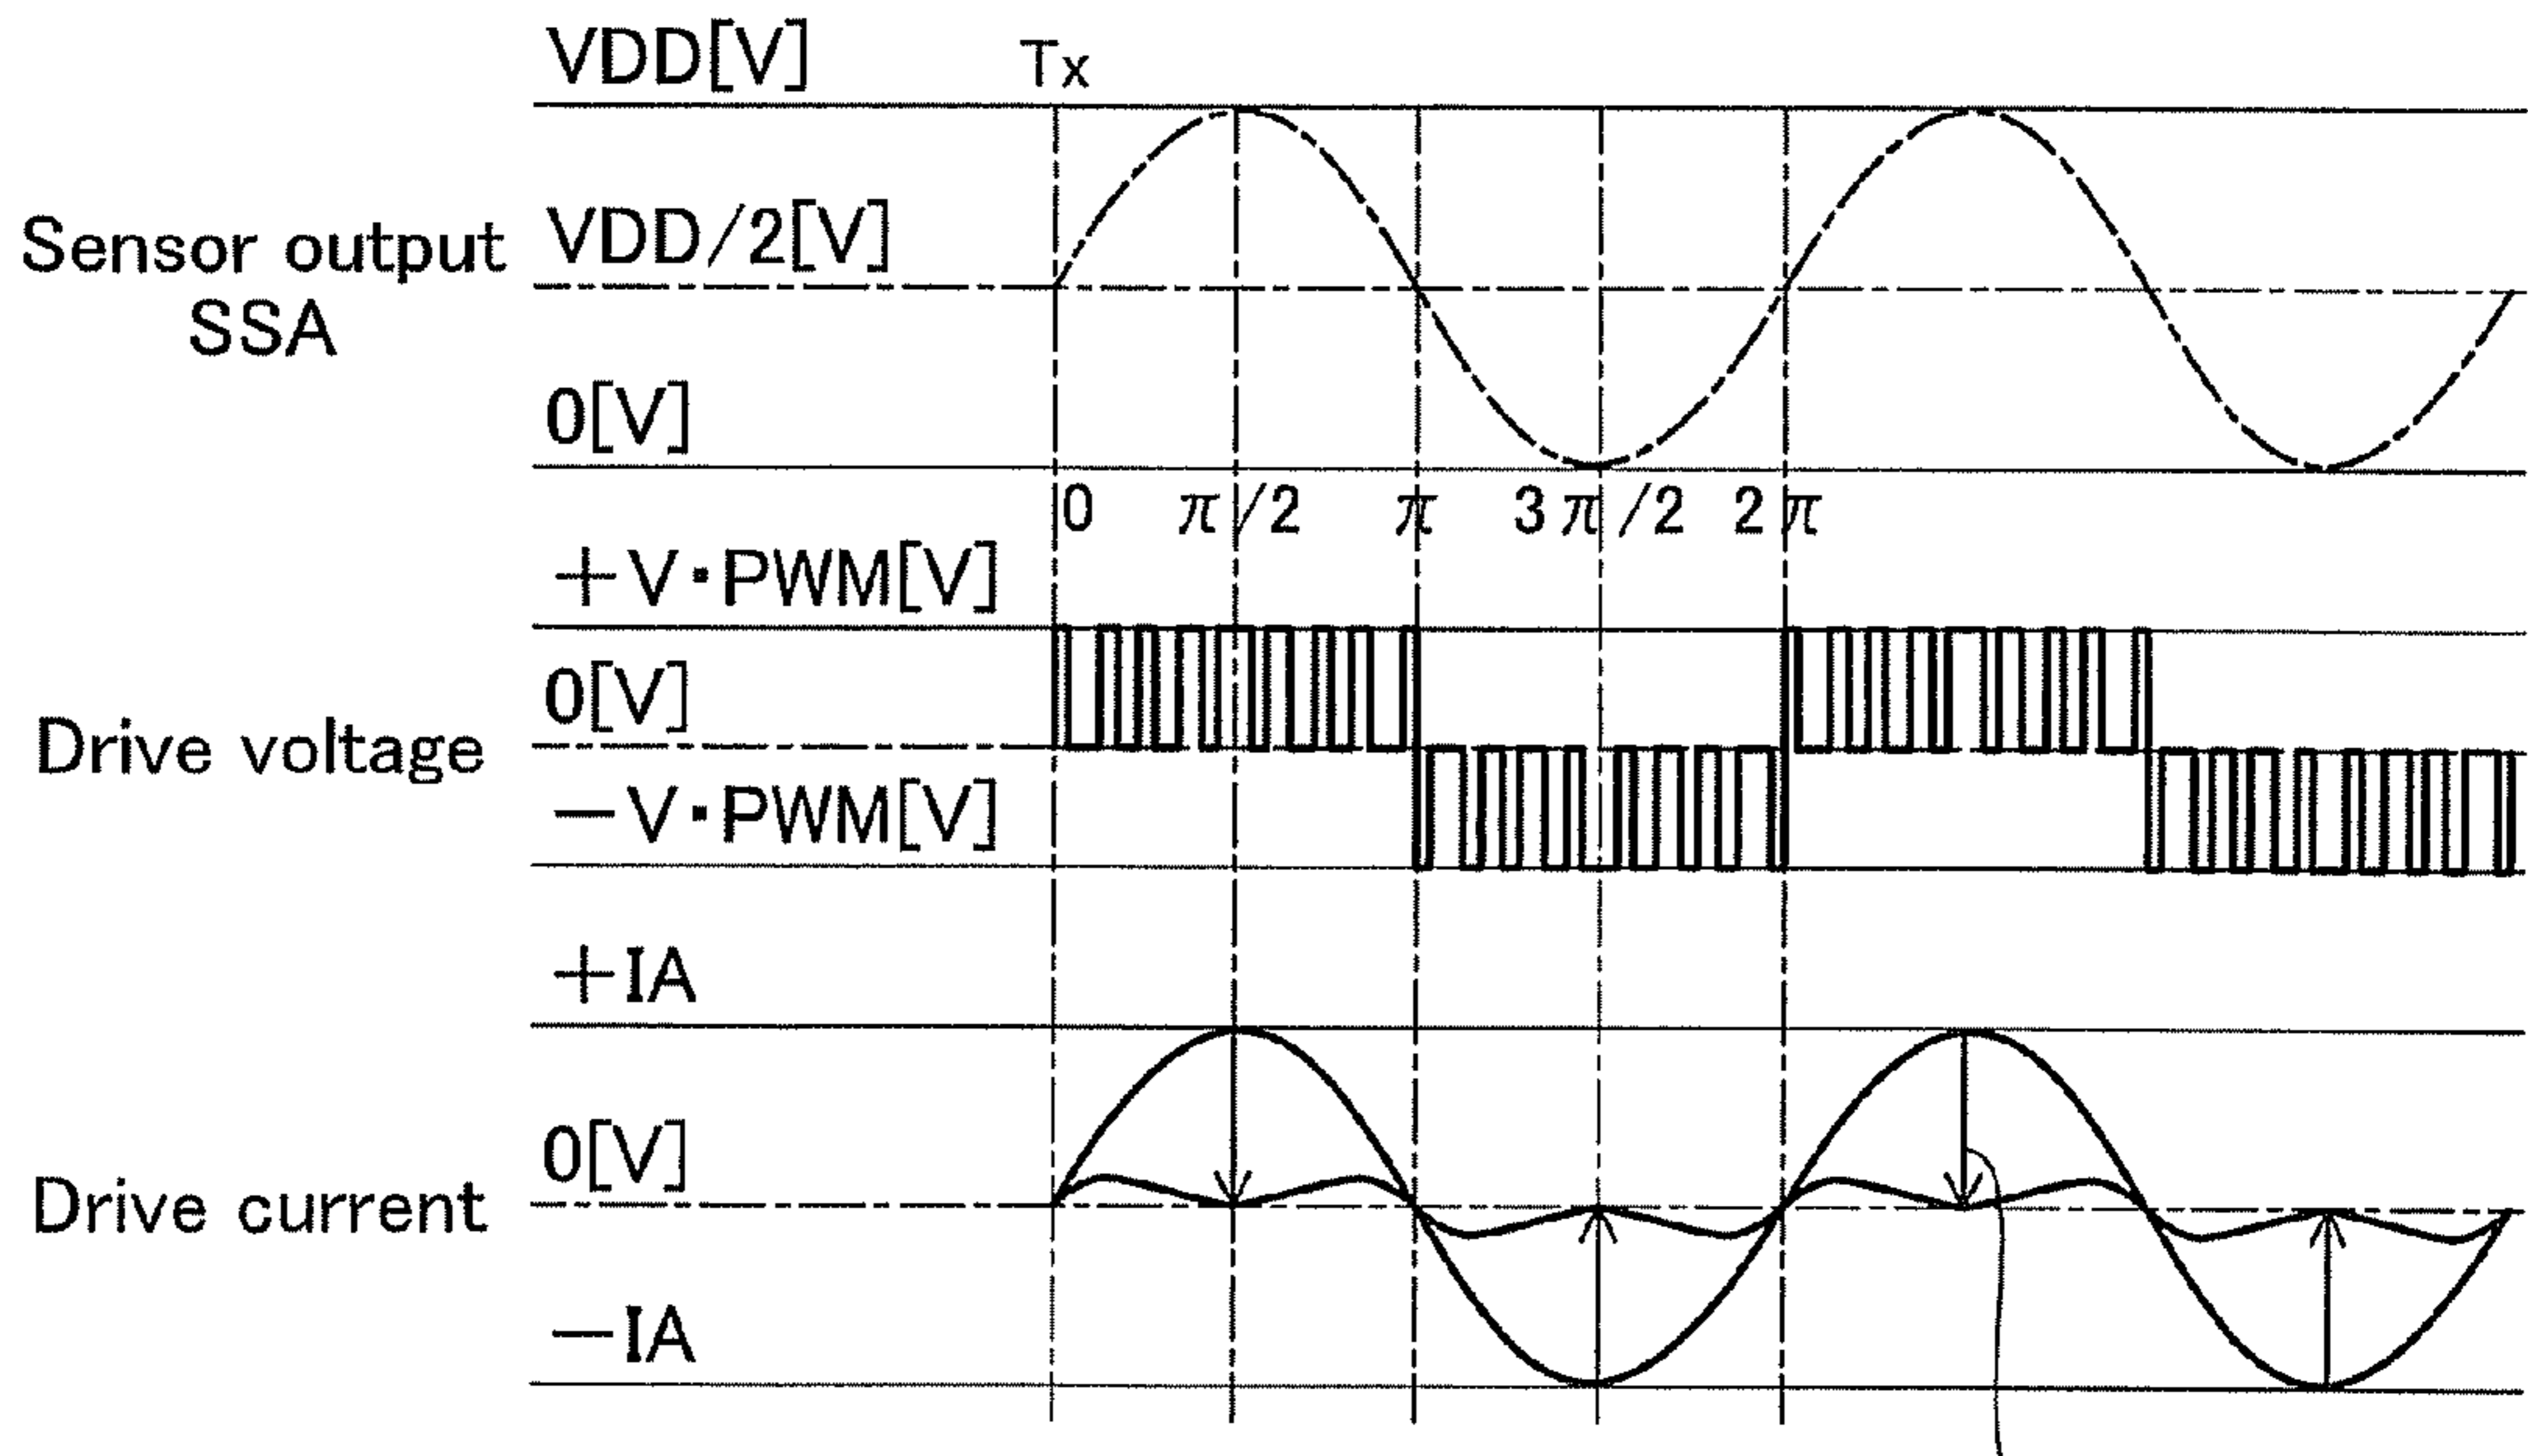 VDD[V]
Tx
Sensor output
SSA
VDD/2[V]
0[V]
0 π/2 π 3π/2 2π
+V・PWM[V]
Drive voltage
0[V]
−V・PWM[V]
+IA
Drive current
0[V]
−IA